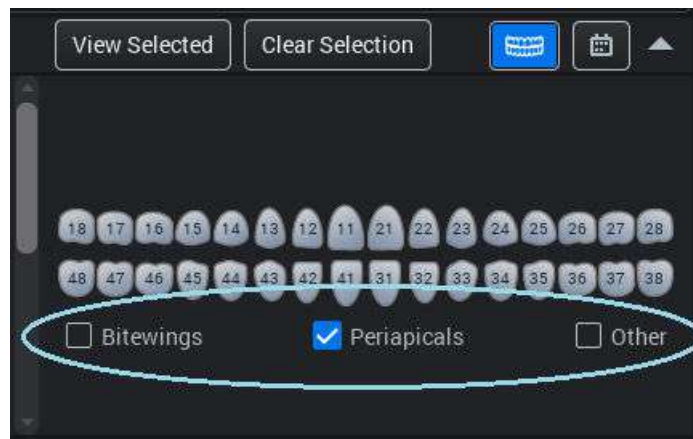 View Selected Clear Selection
18 17 16 15 14 13 12 11 21 22 23 24 25 26 27 28
48 47 46 45 44 43 42 41 31 32 33 34 35 36 37 38
Bitewings Periapicals Other